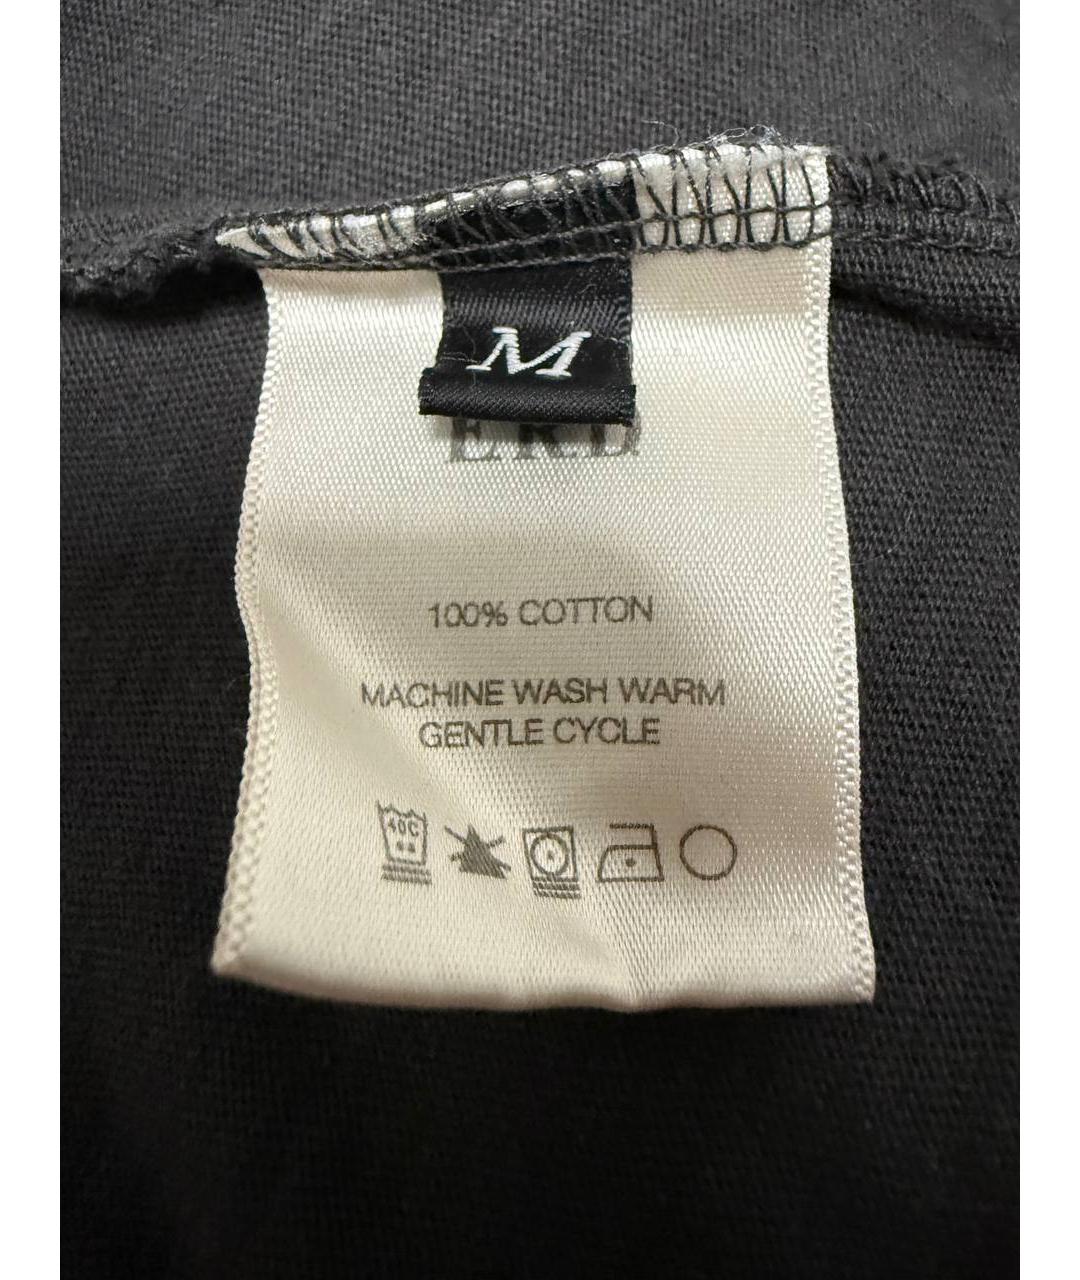 M
ERD
100% COTTON
MACHINE WASH WARM
GENTLE CYCLE
40C